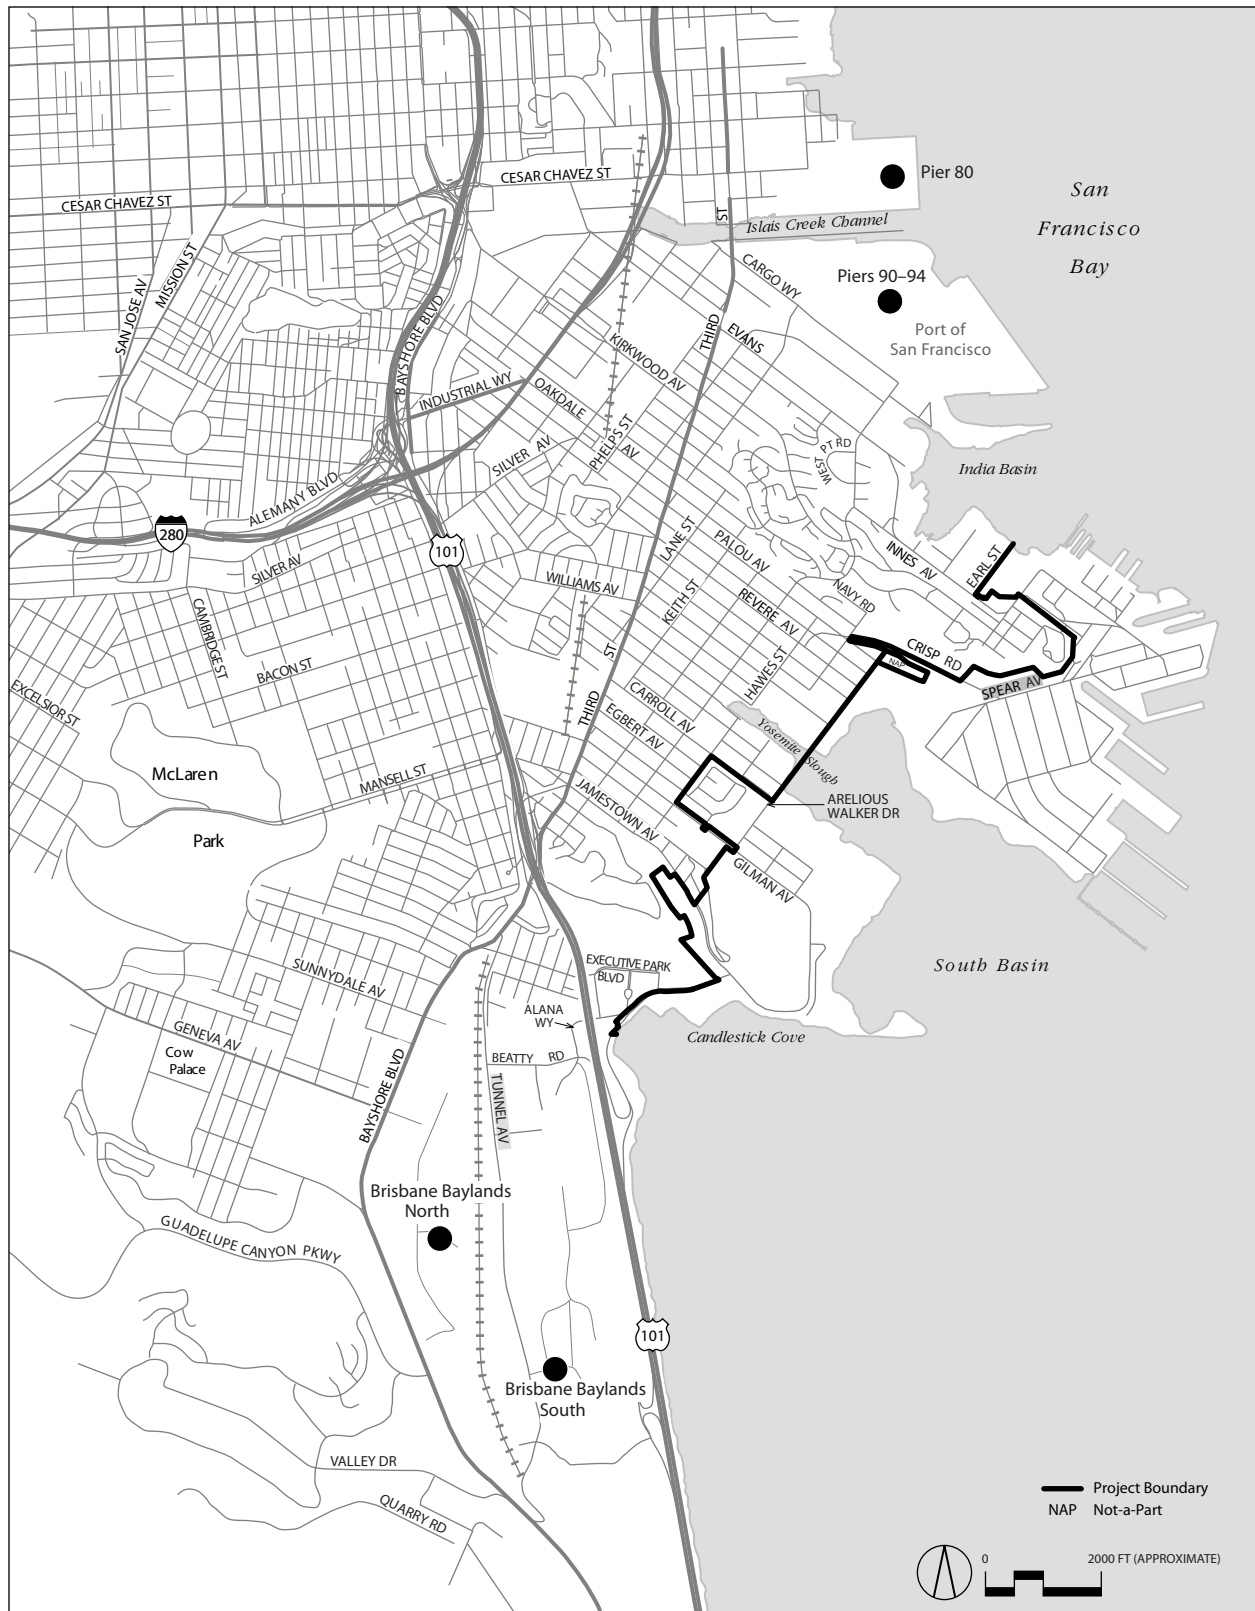 Pier 80
San
Francisco
Bay
CESAR CHAVEZ ST
CESAR CHAVEZ ST
ST
Islais Creek Channel
MISSION ST
SAN JOSE AV
CARGO WY
Piers 90–94
Port of
San Francisco
BAYSHORE BLVD
THIRD
EVANS
KIRKWOOD AV
INDUSTRIAL WY
OAKDALE
AV
PHELPS ST
SILVER AV
WEST
PT RD
India Basin
ALEMANY BLVD
280
101
SILVER AV
LANE ST
PALOU AV
INNES AV
EARL ST
WILLIAMS AV
KEITH ST
REVERE AV
NAVY RD
CAMBRIDGE ST
BACON ST
ST
THIRD
HAWES ST
CRISP RD
NAP
SPEAR AV
EXCELSIOR ST
CARROLL AV
EGBERT AV
Yosemite Slough
McLaren
Park
MANSELL ST
JAMESTOWN AV
ARELIOUS
WALKER DR
GILMAN AV
SUNNYDALE AV
EXECUTIVE PARK
BLVD
South Basin
ALANA
WY
Candlestick Cove
GENEVA AV
Cow
Palace
BAYSHORE BLVD
BEATTY RD
TUNNEL AV
Brisbane Baylands
North
GUADELUPE CANYON PKWY
101
Brisbane Baylands
South
VALLEY DR
QUARRY RD
Project Boundary
NAP Not-a-Part
0 2000 FT (APPROXIMATE)